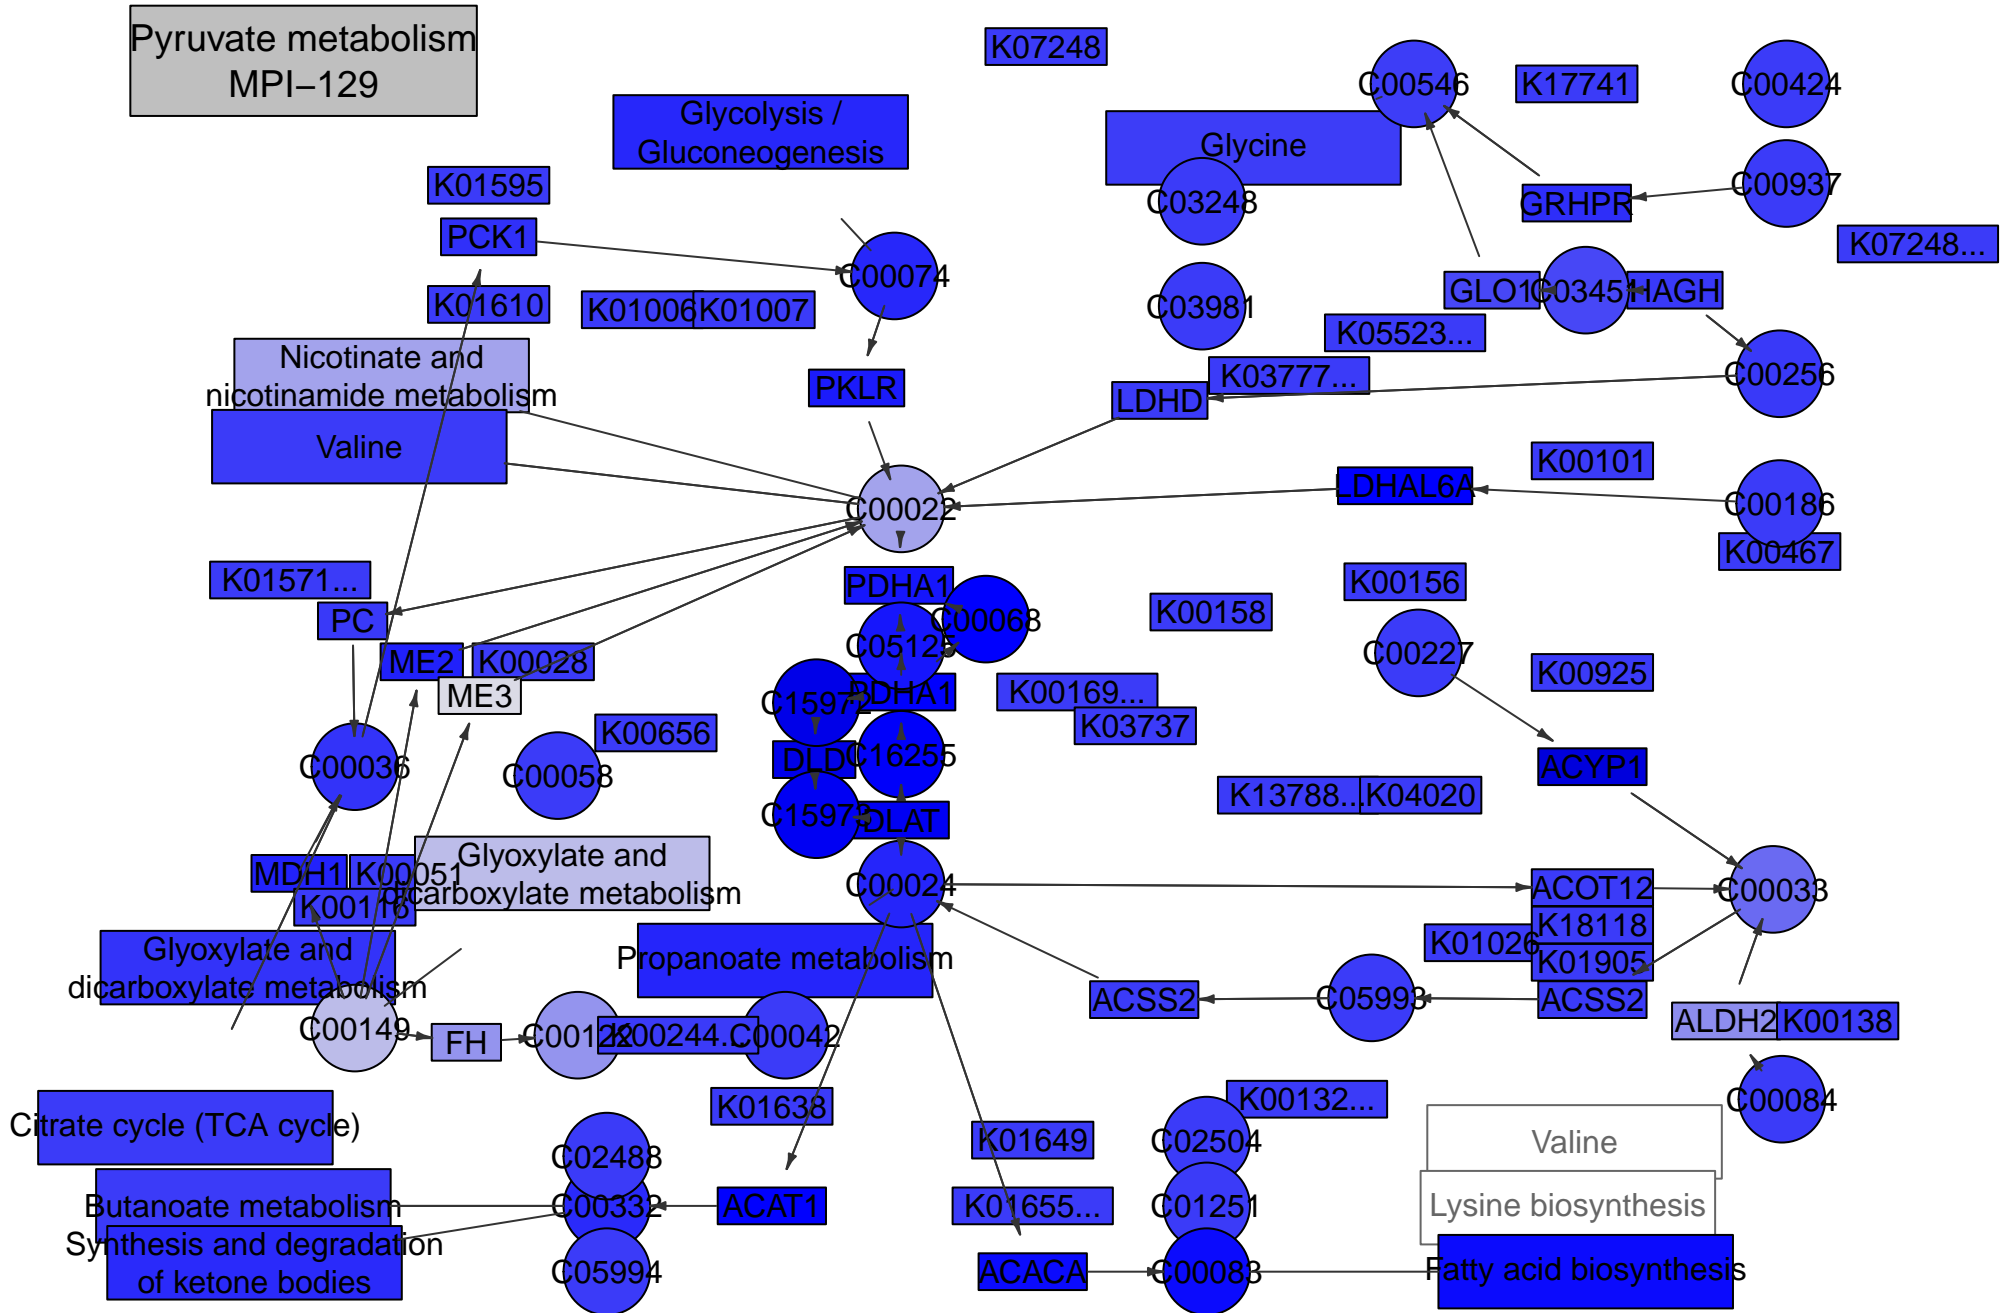 Pyruvate metabolism
MPI−129
K07248
C00546
K17741
C00424
Glycolysis /
Gluconeogenesis
Glycine
K01595
C03248
GRHPR
C00937
PCK1
K07248...
C00074
K01610
K01006
K01007
C03981
GLO1
C03451
HAGH
K05523...
Nicotinate and
nicotinamide metabolism
PKLR
K03777...
LDHD
C00256
Valine
K00101
LDHAL6A
C00186
C00022
K00467
K01571...
PDHA1
K00156
PC
C00068
K00158
C05125
C00227
ME2
K00028
K00925
ME3
C15972
PDHA1
K00169...
K03737
K00656
C00036
C00058
DLD
C16255
ACYP1
K13788...
K04020
C15973
DLAT
MDH1
K00051
Glyoxylate and
dicarboxylate metabolism
C00024
ACOT12
C00033
K00116
K18118
K01026
Glyoxylate and
dicarboxylate metabolism
Propanoate metabolism
K01905
ACSS2
C05993
ACSS2
C00149
FH
C00122
K00244...
C00042
ALDH2
K00138
K01638
K00132...
C00084
Citrate cycle (TCA cycle)
C02488
K01649
C02504
Valine
Butanoate metabolism
C00332
ACAT1
K01655...
C01251
Lysine biosynthesis
Synthesis and degradation
of ketone bodies
C05994
ACACA
C00083
Fatty acid biosynthesis